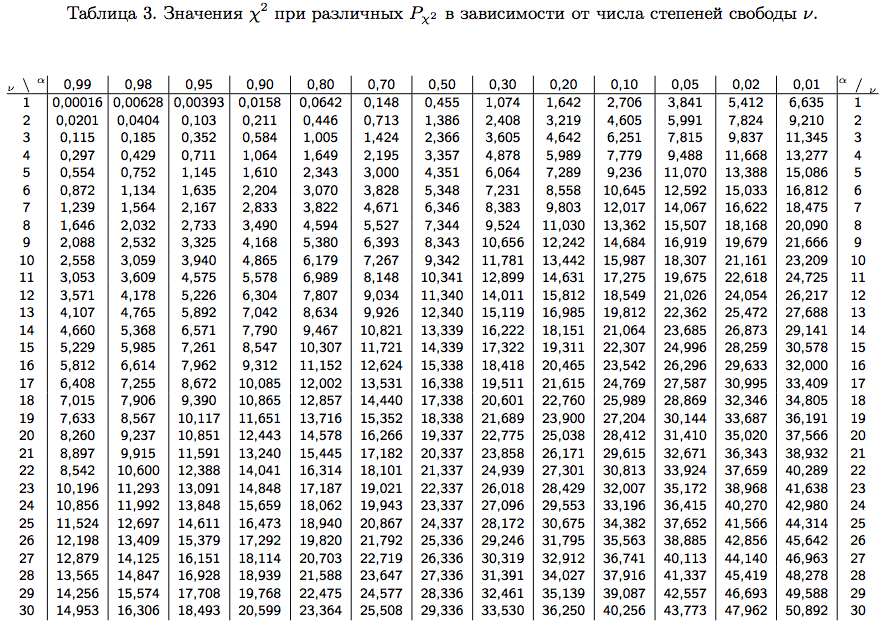 Таблица 3. Значения χ² при различных Pχ² в зависимости от числа степеней свободы ν.
ν \ α 0,99 0,98 0,95 0,90 0,80 0,70 0,50 0,30 0,20 0,10 0,05 0,02 0,01 α / ν
1 0,00016 0,00628 0,00393 0,0158 0,0642 0,148 0,455 1,074 1,642 2,706 3,841 5,412 6,635 1
2 0,0201 0,0404 0,103 0,211 0,446 0,713 1,386 2,408 3,219 4,605 5,991 7,824 9,210 2
3 0,115 0,185 0,352 0,584 1,005 1,424 2,366 3,605 4,642 6,251 7,815 9,837 11,345 3
4 0,297 0,429 0,711 1,064 1,649 2,195 3,357 4,878 5,989 7,779 9,488 11,668 13,277 4
5 0,554 0,752 1,145 1,610 2,343 3,000 4,351 6,064 7,289 9,236 11,070 13,388 15,086 5
6 0,872 1,134 1,635 2,204 3,070 3,828 5,348 7,231 8,558 10,645 12,592 15,033 16,812 6
7 1,239 1,564 2,167 2,833 3,822 4,671 6,346 8,383 9,803 12,017 14,067 16,622 18,475 7
8 1,646 2,032 2,733 3,490 4,594 5,527 7,344 9,524 11,030 13,362 15,507 18,168 20,090 8
9 2,088 2,532 3,325 4,168 5,380 6,393 8,343 10,656 12,242 14,684 16,919 19,679 21,666 9
10 2,558 3,059 3,940 4,865 6,179 7,267 9,342 11,781 13,442 15,987 18,307 21,161 23,209 10
11 3,053 3,609 4,575 5,578 6,989 8,148 10,341 12,899 14,631 17,275 19,675 22,618 24,725 11
12 3,571 4,178 5,226 6,304 7,807 9,034 11,340 14,011 15,812 18,549 21,026 24,054 26,217 12
13 4,107 4,765 5,892 7,042 8,634 9,926 12,340 15,119 16,985 19,812 22,362 25,472 27,688 13
14 4,660 5,368 6,571 7,790 9,467 10,821 13,339 16,222 18,151 21,064 23,685 26,873 29,141 14
15 5,229 5,985 7,261 8,547 10,307 11,721 14,339 17,322 19,311 22,307 24,996 28,259 30,578 15
16 5,812 6,614 7,962 9,312 11,152 12,624 15,338 18,418 20,465 23,542 26,296 29,633 32,000 16
17 6,408 7,255 8,672 10,085 12,002 13,531 16,338 19,511 21,615 24,769 27,587 30,995 33,409 17
18 7,015 7,906 9,390 10,865 12,857 14,440 17,338 20,601 22,760 25,989 28,869 32,346 34,805 18
19 7,633 8,567 10,117 11,651 13,716 15,352 18,338 21,689 23,900 27,204 30,144 33,687 36,191 19
20 8,260 9,237 10,851 12,443 14,578 16,266 19,337 22,775 25,038 28,412 31,410 35,020 37,566 20
21 8,897 9,915 11,591 13,240 15,445 17,182 20,337 23,858 26,171 29,615 32,671 36,343 38,932 21
22 8,542 10,600 12,388 14,041 16,314 18,101 21,337 24,939 27,301 30,813 33,924 37,659 40,289 22
23 10,196 11,293 13,091 14,848 17,187 19,021 22,337 26,018 28,429 32,007 35,172 38,968 41,638 23
24 10,856 11,992 13,848 15,659 18,062 19,943 23,337 27,096 29,553 33,196 36,415 40,270 42,980 24
25 11,524 12,697 14,611 16,473 18,940 20,867 24,337 28,172 30,675 34,382 37,652 41,566 44,314 25
26 12,198 13,409 15,379 17,292 19,820 21,792 25,336 29,246 31,795 35,563 38,885 42,856 45,642 26
27 12,879 14,125 16,151 18,114 20,703 22,719 26,336 30,319 32,912 36,741 40,113 44,140 46,963 27
28 13,565 14,847 16,928 18,939 21,588 23,647 27,336 31,391 34,027 37,916 41,337 45,419 48,278 28
29 14,256 15,574 17,708 19,768 22,475 24,577 28,336 32,461 35,139 39,087 42,557 46,693 49,588 29
30 14,953 16,306 18,493 20,599 23,364 25,508 29,336 33,530 36,250 40,256 43,773 47,962 50,892 30